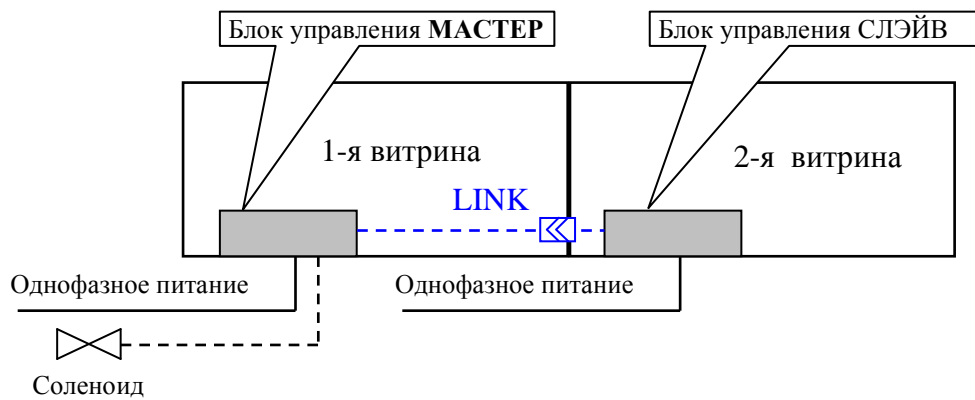 Блок управления МАСТЕР
Блок управления СЛЭЙВ
1-я витрина
2-я витрина
LINK
Однофазное питание
Однофазное питание
Соленоид